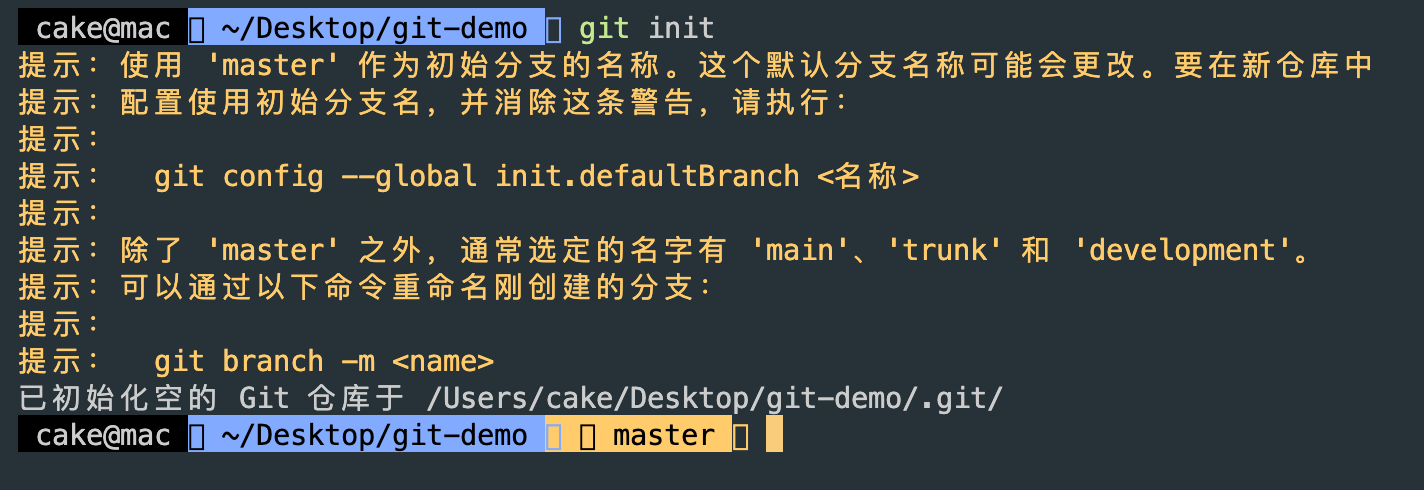 cake@mac ~/Desktop/git-demo git init
提示：使用 'master' 作为初始分支的名称。这个默认分支名称可能会更改。要在新仓库中
提示：配置使用初始分支名，并消除这条警告，请执行：
提示：
提示： git config --global init.defaultBranch <名称>
提示：
提示：除了 'master' 之外，通常选定的名字有 'main'、'trunk' 和 'development'。
提示：可以通过以下命令重命名刚创建的分支：
提示：
提示： git branch -m <name>
已初始化空的 Git 仓库于 /Users/cake/Desktop/git-demo/.git/
cake@mac ~/Desktop/git-demo master